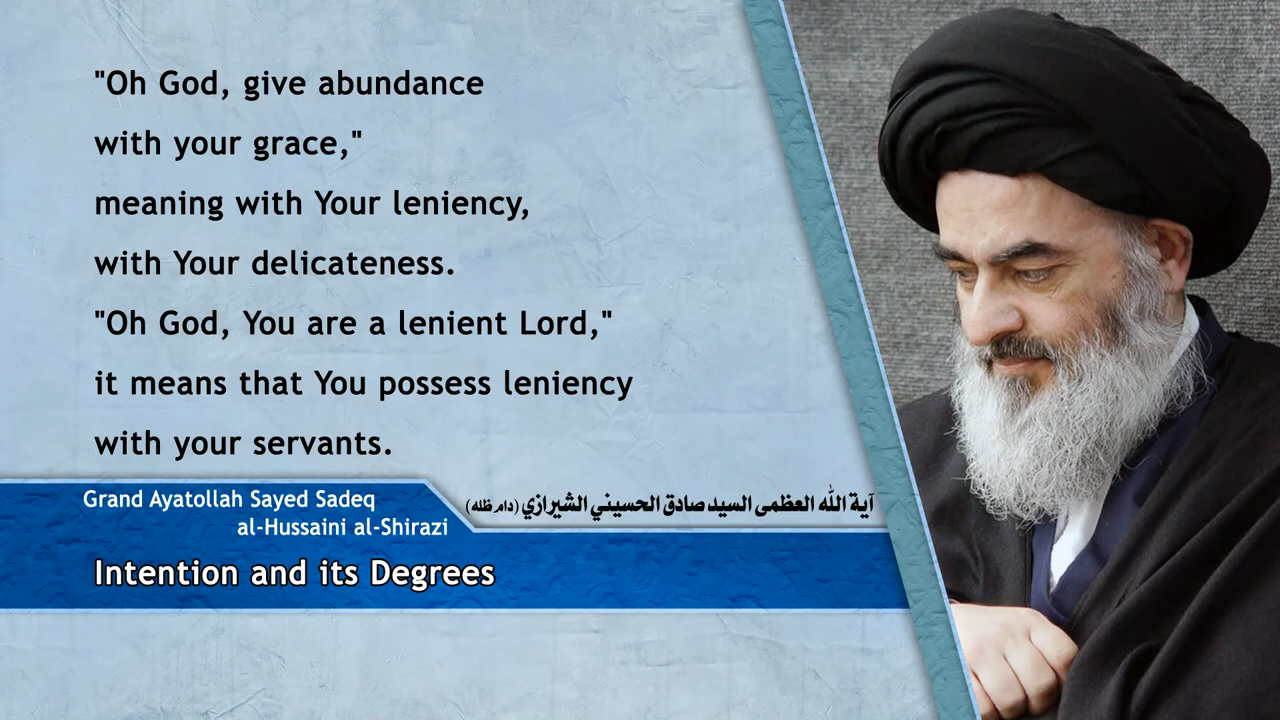 "Oh God, give abundance
with your grace,"
meaning with Your leniency,
with Your delicateness.
"Oh God, You are a lenient Lord,"
it means that You possess leniency
with your servants.
Grand Ayatollah Sayed Sadeq
al-Hussaini al-Shirazi
آية الله العظمى السيد صادق الحسيني الشيرازي (دام ظله)
Intention and its Degrees